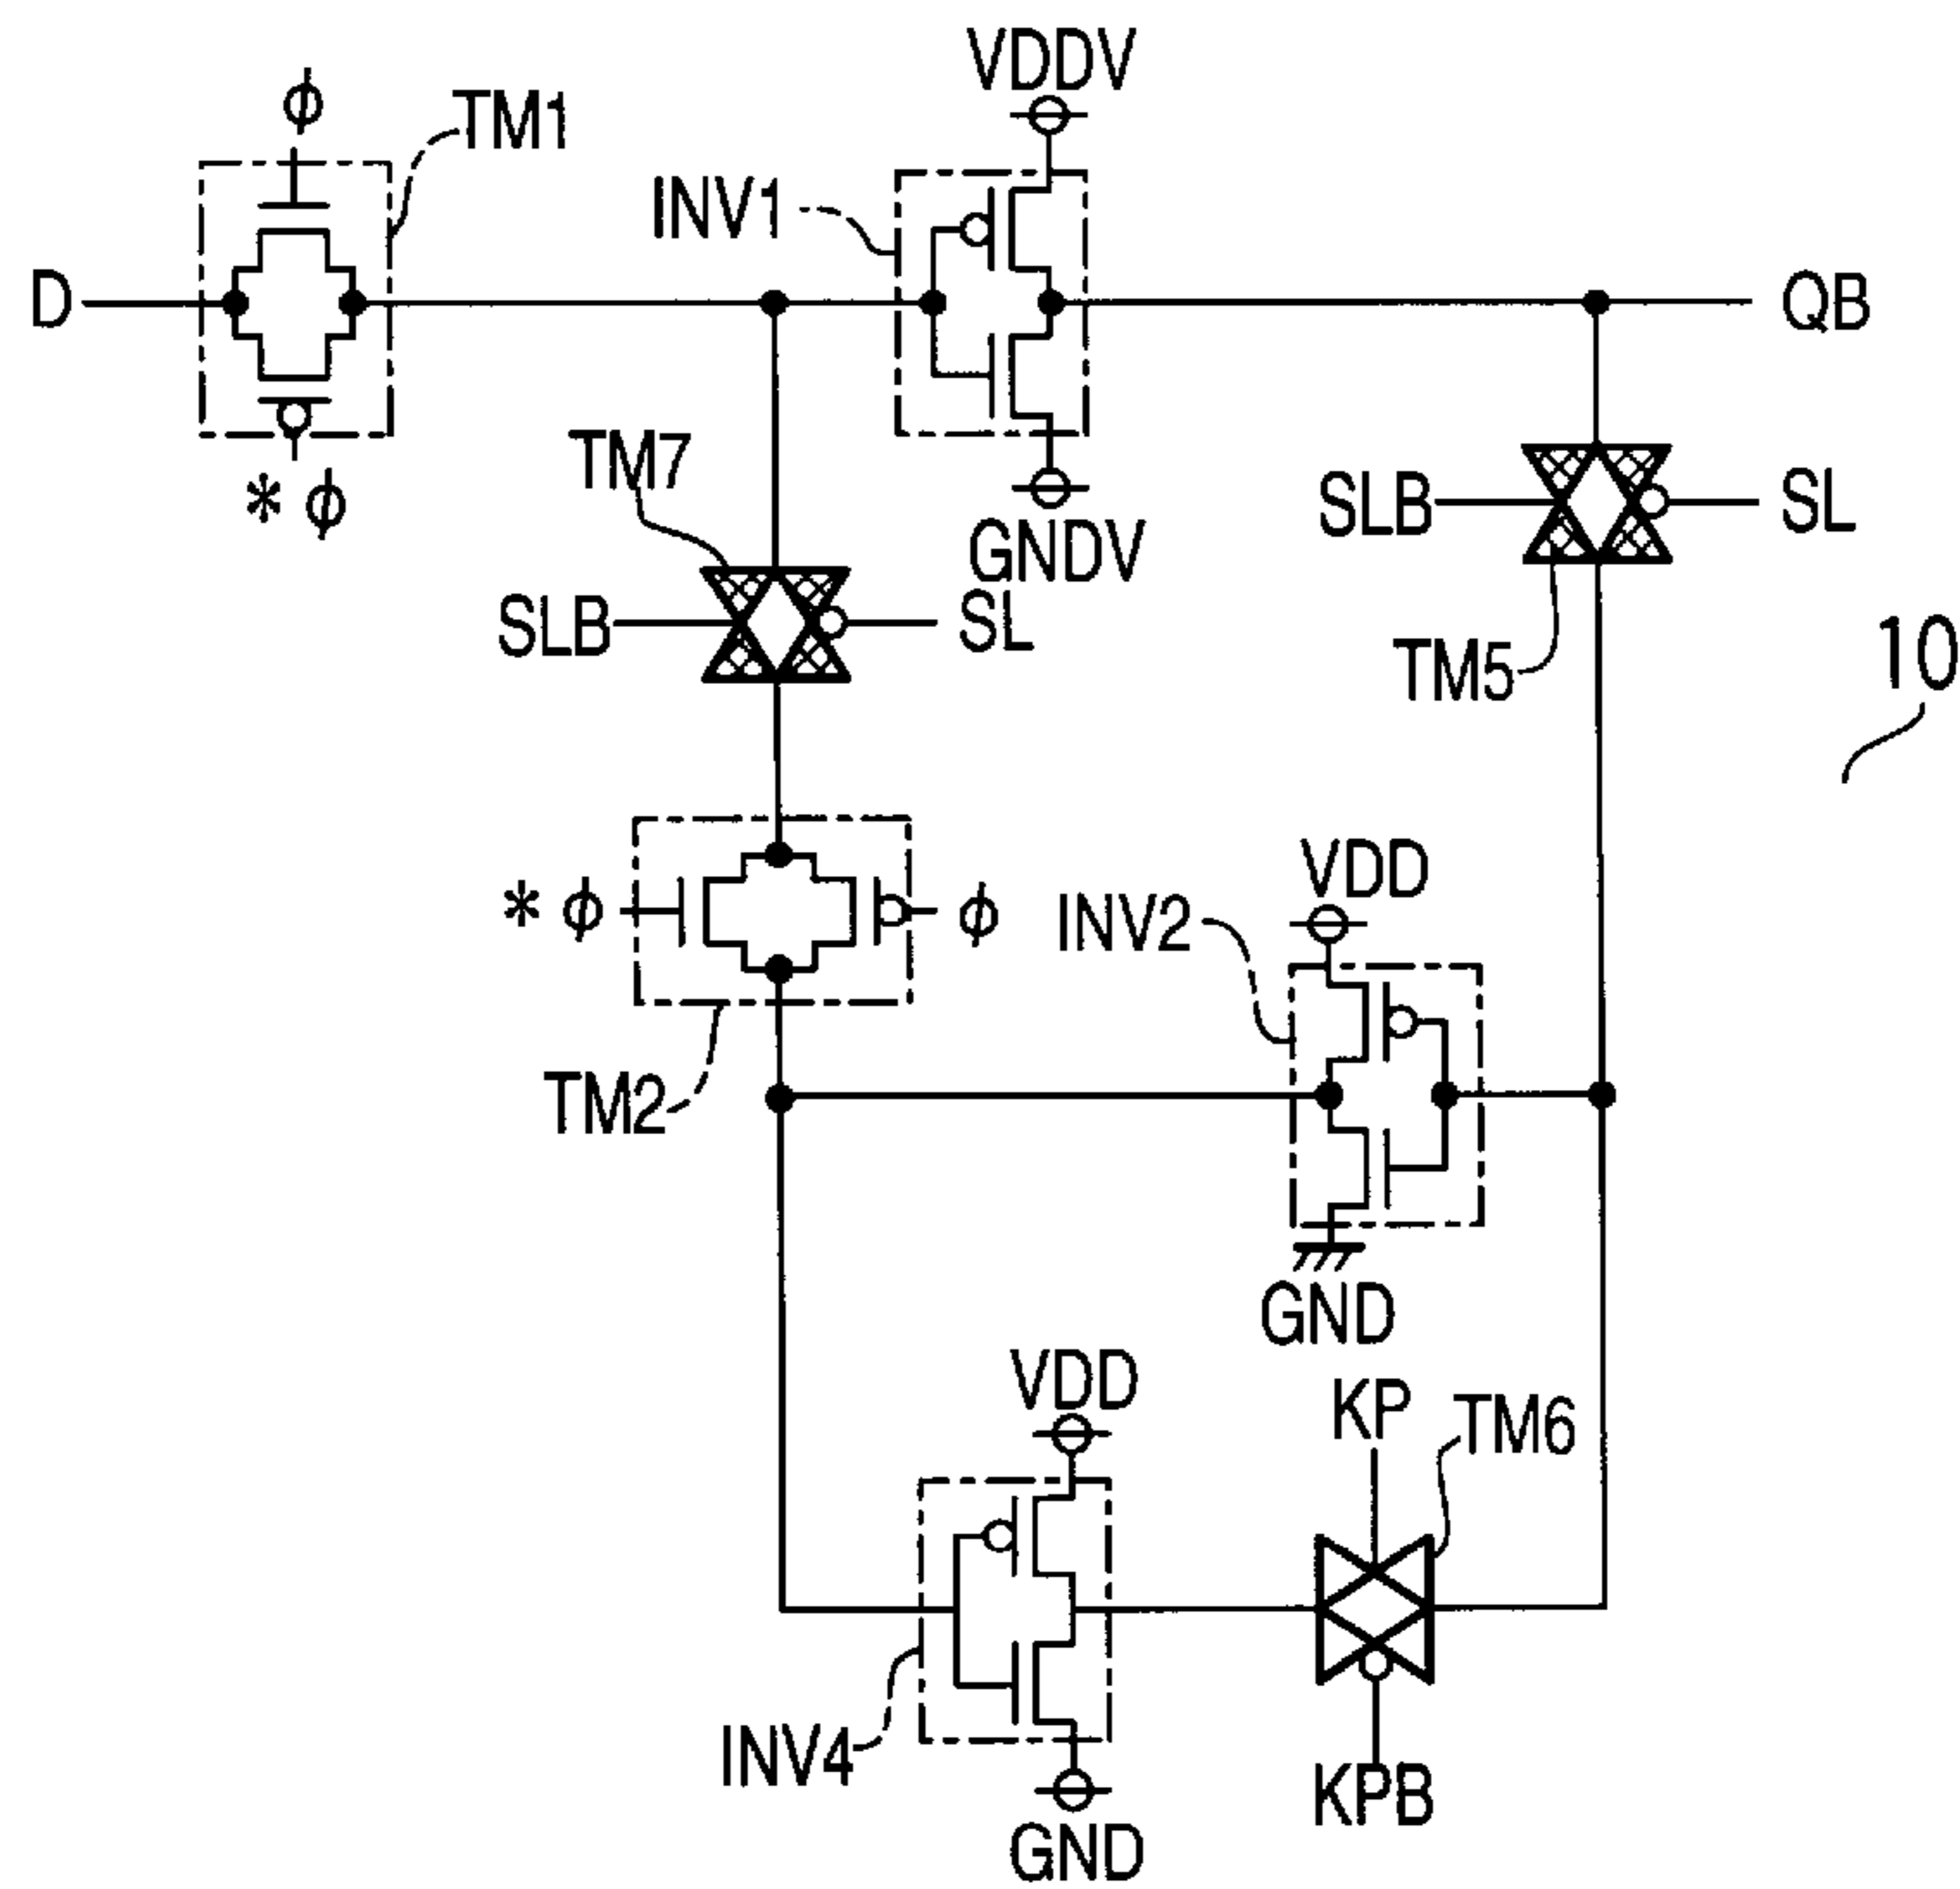 VDDV
φ
TM1
INV1
D
QB
* φ
TM7
SLB
SL
GNDV
SLB
SL
TM5
10
* φ
φ
VDD
INV2
TM2
GND
VDD
KP
TM6
INV4
KPB
GND